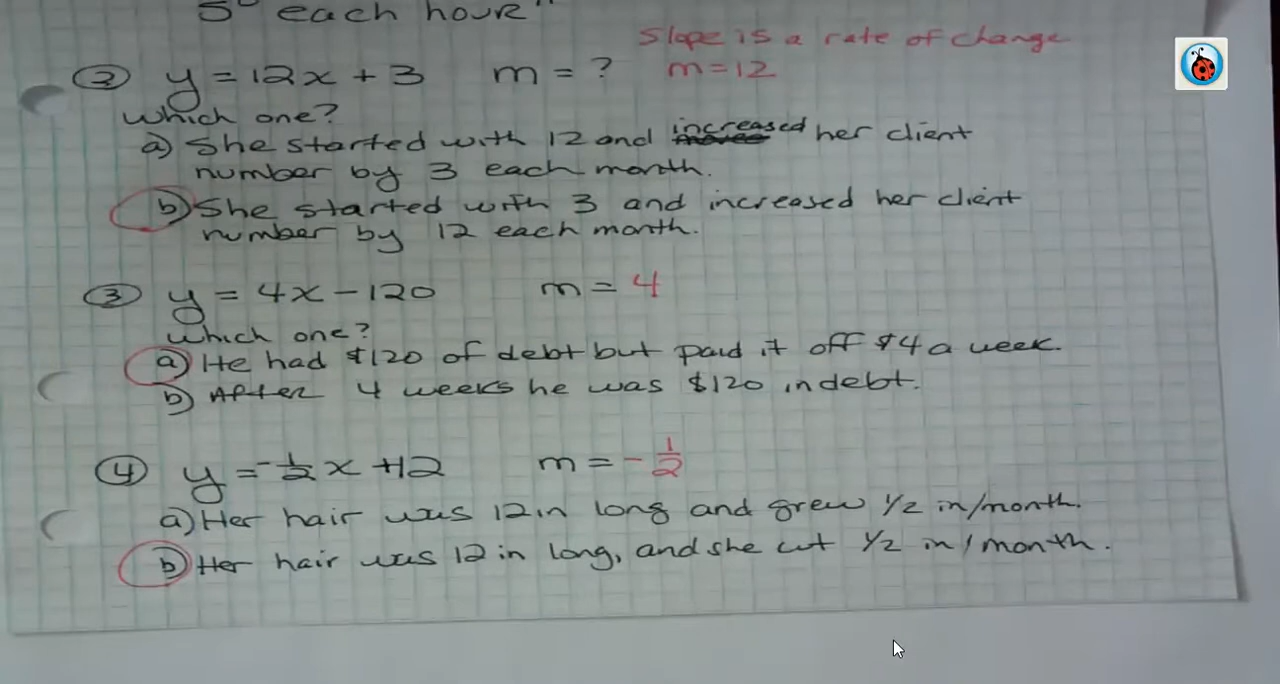 5° each hour"
Slope is a rate of change
② y = 12x + 3 m = ? m = 12
which one?
a) She started with 12 and increased her client
number by 3 each month.
b) She started with 3 and increased her client
number by 12 each month.
③ y = 4x - 120 m = 4
which one?
a) He had $120 of debt but paid it off $4 a week.
b) After 4 weeks he was $120 in debt.
④ y = -1/2 x + 12 m = - 1/2
a) Her hair was 12 in long and grew 1/2 in/month.
b) Her hair was 12 in long, and she cut 1/2 in/month.